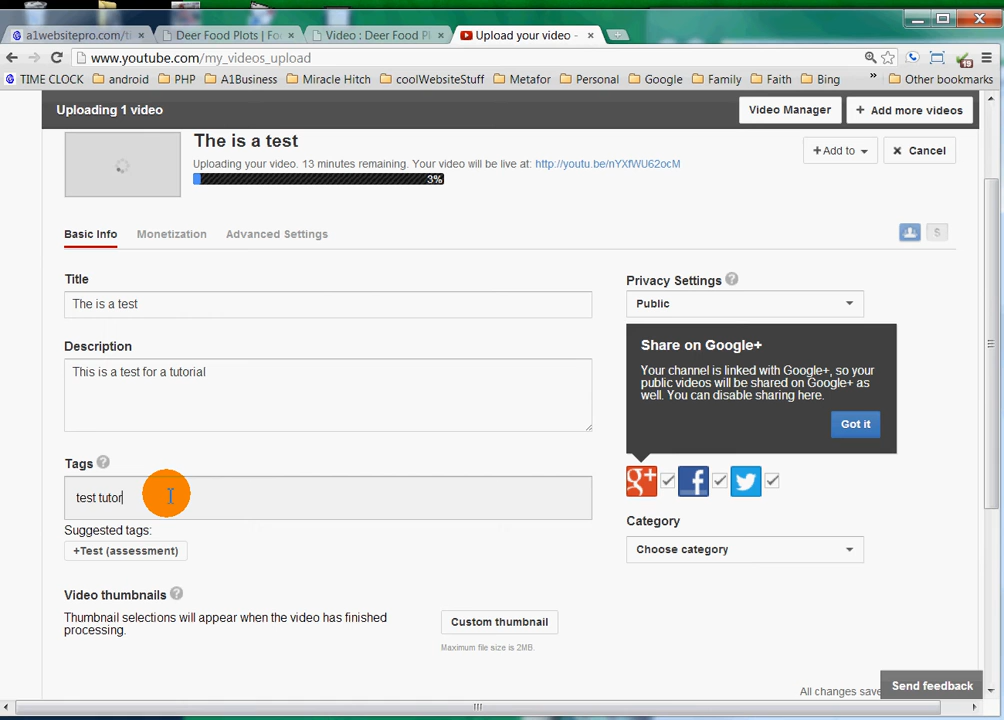 a1websitepro.com/ti
Deer Food Plots | Fo
Video : Deer Food P
Upload your video -
www.youtube.com/my_videos_upload
19
TIME CLOCK android PHP A1Business Miracle Hitch coolWebsiteStuff Metafor Personal Google Family Faith Bing » Other bookmarks
Uploading 1 video
Video Manager
+ Add more videos
The is a test
Uploading your video. 13 minutes remaining. Your video will be live at: http://youtu.be/nYXfWU62ocM
3%
+Add to
Cancel
Basic Info Monetization Advanced Settings
$
Title
The is a test
Description
This is a test for a tutorial
Tags ?
test tutor
Suggested tags:
+Test (assessment)
Video thumbnails ?
Thumbnail selections will appear when the video has finished
processing.
Custom thumbnail
Maximum file size is 2MB.
Privacy Settings ?
Public
Share on Google+
Your channel is linked with Google+, so your
public videos will be shared on Google+ as
well. You can disable sharing here.
Got it
g+ f
Category
Choose category
All changes save
Send feedback